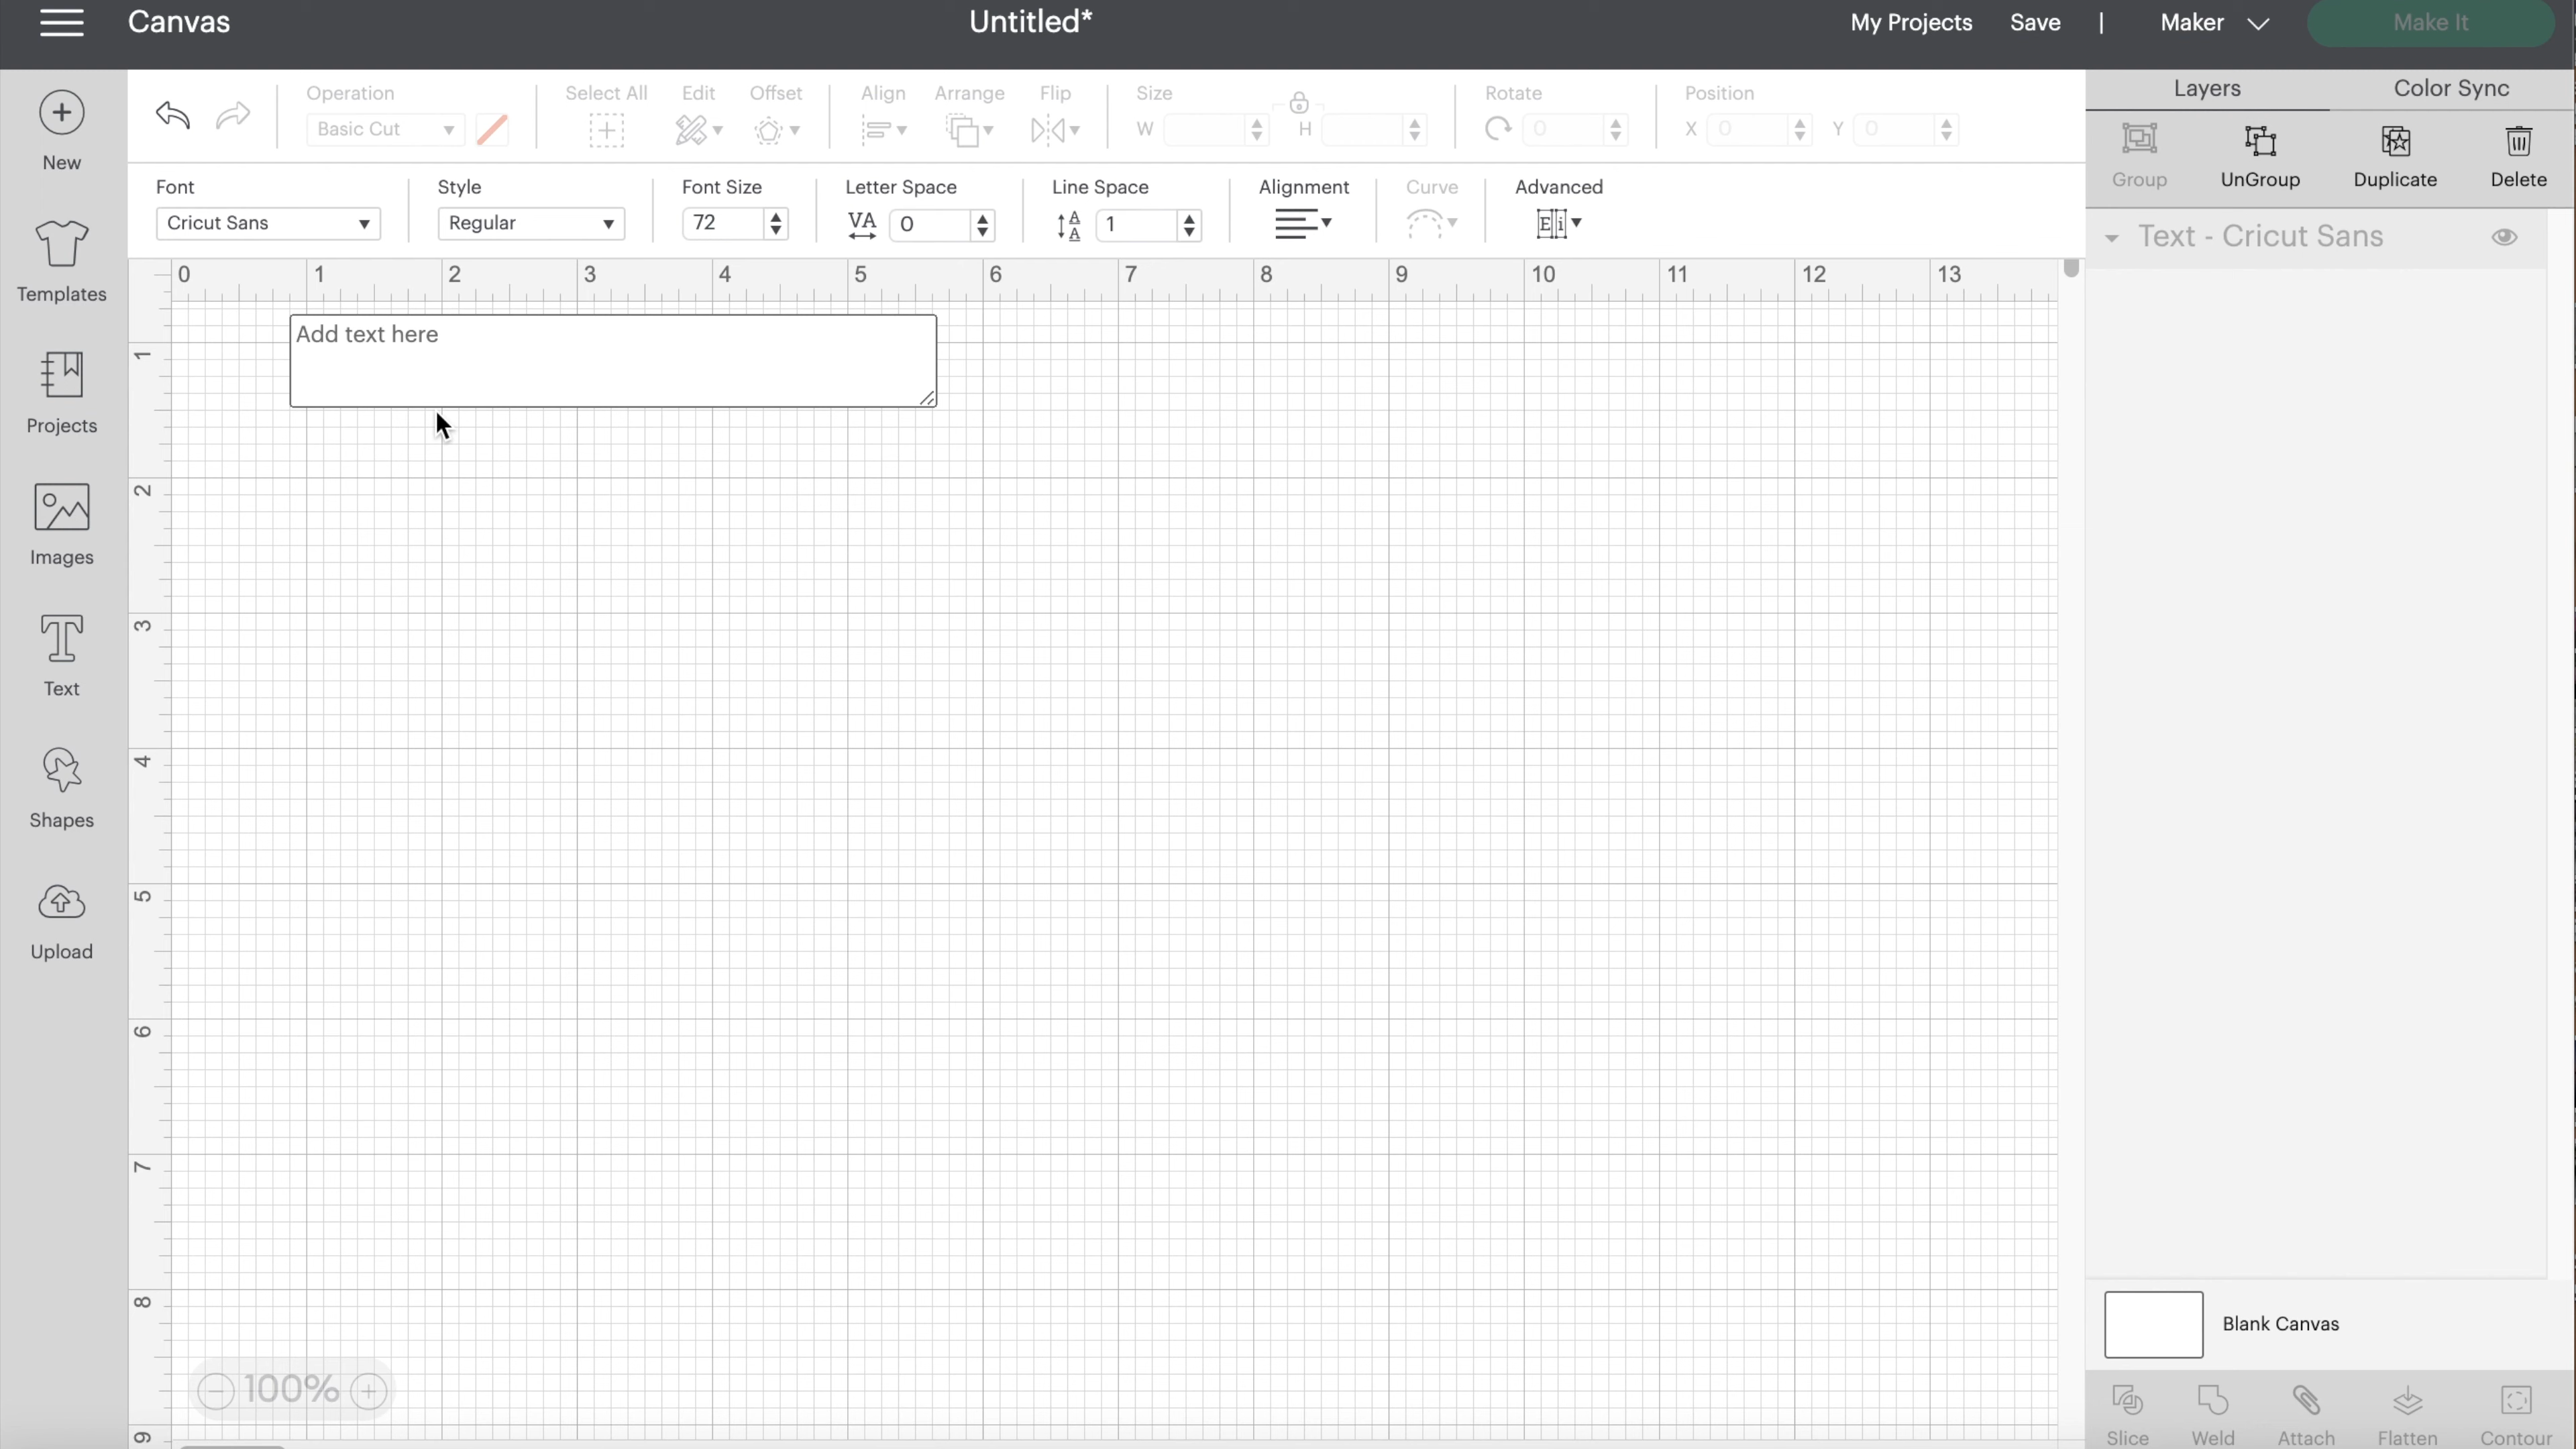 Canvas Untitled* My Projects Save | Maker Make It
Operation Select All Edit Offset Align Arrange Flip Size Rotate Position
Basic Cut W H 0 X 0 Y 0
Font Style Font Size Letter Space Line Space Alignment Curve Advanced
Cricut Sans Regular 72 VA 0 A A 1 E i
Layers Color Sync
Group UnGroup Duplicate Delete
Text - Cricut Sans
New
Templates
Projects
Images
Text
Shapes
Upload
0 1 2 3 4 5 6 7 8 9 10 11 12 13
Add text here
1
2
3
4
5
6
7
8
9
100%
Blank Canvas
Slice Weld Attach Flatten Contour